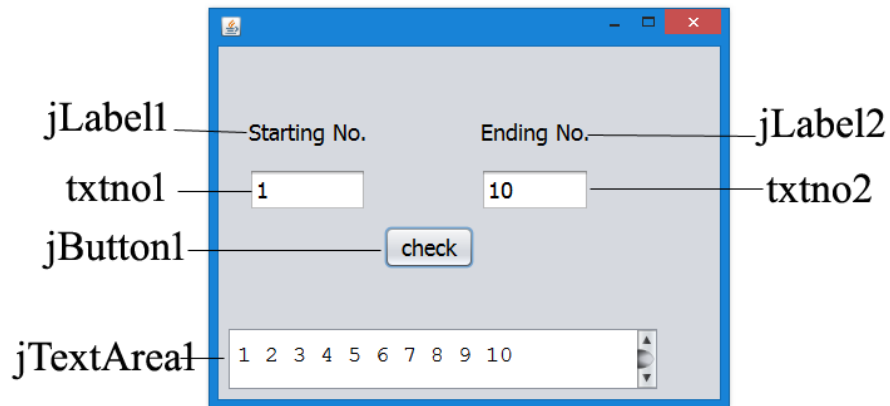 jLabel1 Starting No. Ending No. jLabel2
txtno1 1 10 txtno2
jButton1 check
jTextArea1 1 2 3 4 5 6 7 8 9 10